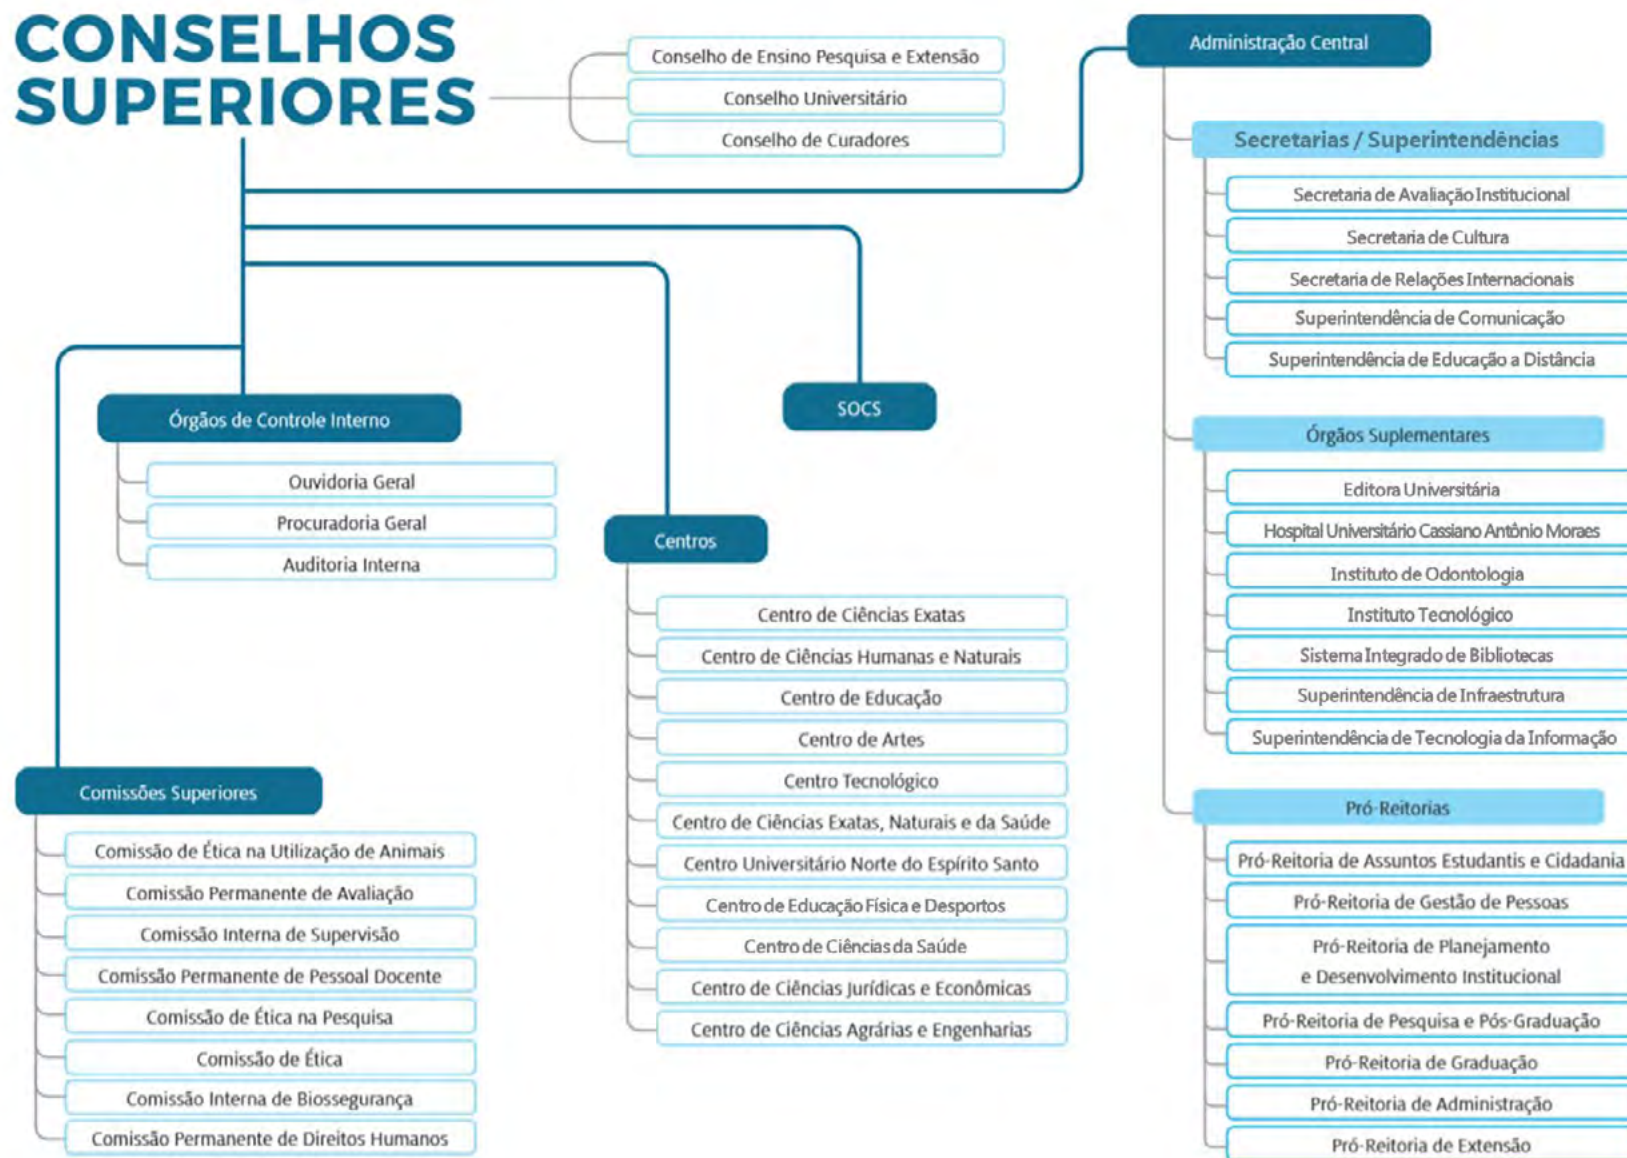 CONSELHOS
SUPERIORES
Conselho de Ensino Pesquisa e Extensão
Conselho Universitário
Conselho de Curadores
Órgãos de Controle Interno
Ouvidoria Geral
Procuradoria Geral
Auditoria Interna
Comissões Superiores
Comissão de Ética na Utilização de Animais
Comissão Permanente de Avaliação
Comissão Interna de Supervisão
Comissão Permanente de Pessoal Docente
Comissão de Ética na Pesquisa
Comissão de Ética
Comissão Interna de Biossegurança
Comissão Permanente de Direitos Humanos
SOCS
Centros
Centro de Ciências Exatas
Centro de Ciências Humanas e Naturais
Centro de Educação
Centro de Artes
Centro Tecnológico
Centro de Ciências Exatas, Naturais e da Saúde
Centro Universitário Norte do Espírito Santo
Centro de Educação Física e Desportos
Centro de Ciências da Saúde
Centro de Ciências Jurídicas e Econômicas
Centro de Ciências Agrárias e Engenharias
Administração Central
Secretarias / Superintendências
Secretaria de Avaliação Institucional
Secretaria de Cultura
Secretaria de Relações Internacionais
Superintendência de Comunicação
Superintendência de Educação a Distância
Órgãos Suplementares
Editora Universitária
Hospital Universitário Cassiano Antônio Moraes
Instituto de Odontologia
Instituto Tecnológico
Sistema Integrado de Bibliotecas
Superintendência de Infraestrutura
Superintendência de Tecnologia da Informação
Pró-Reitorias
Pró-Reitoria de Assuntos Estudantis e Cidadania
Pró-Reitoria de Gestão de Pessoas
Pró-Reitoria de Planejamento
e Desenvolvimento Institucional
Pró-Reitoria de Pesquisa e Pós-Graduação
Pró-Reitoria de Graduação
Pró-Reitoria de Administração
Pró-Reitoria de Extensão